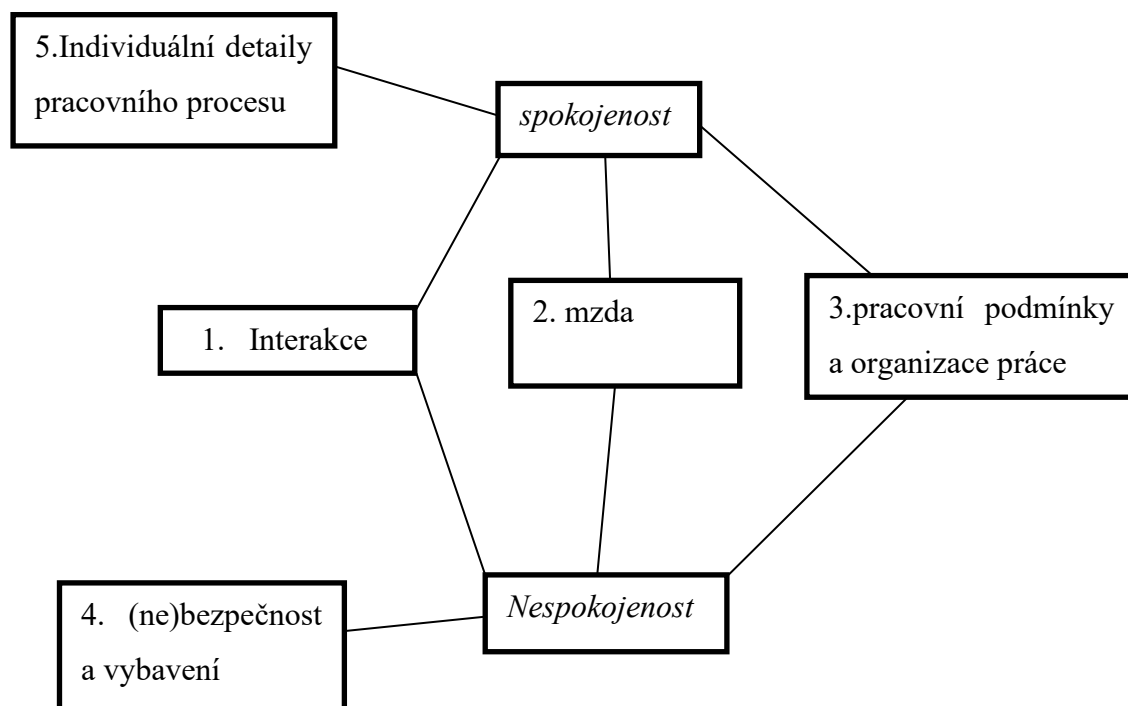 5.Individuální detaily
pracovního procesu
spokojenost
1. Interakce
2. mzda
3.pracovní podmínky
a organizace práce
Nespokojenost
4. (ne)bezpečnost
a vybavení